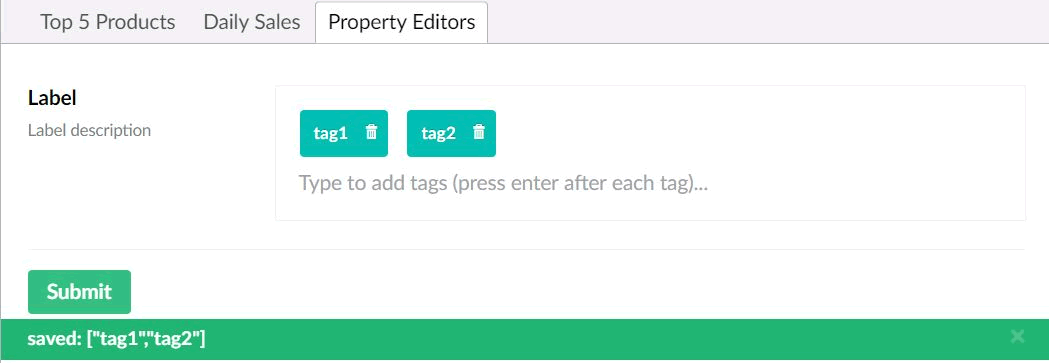 Top 5 Products Daily Sales Property Editors
Label
Label description
tag1 tag2
Type to add tags (press enter after each tag)...
Submit
saved: ["tag1","tag2"]